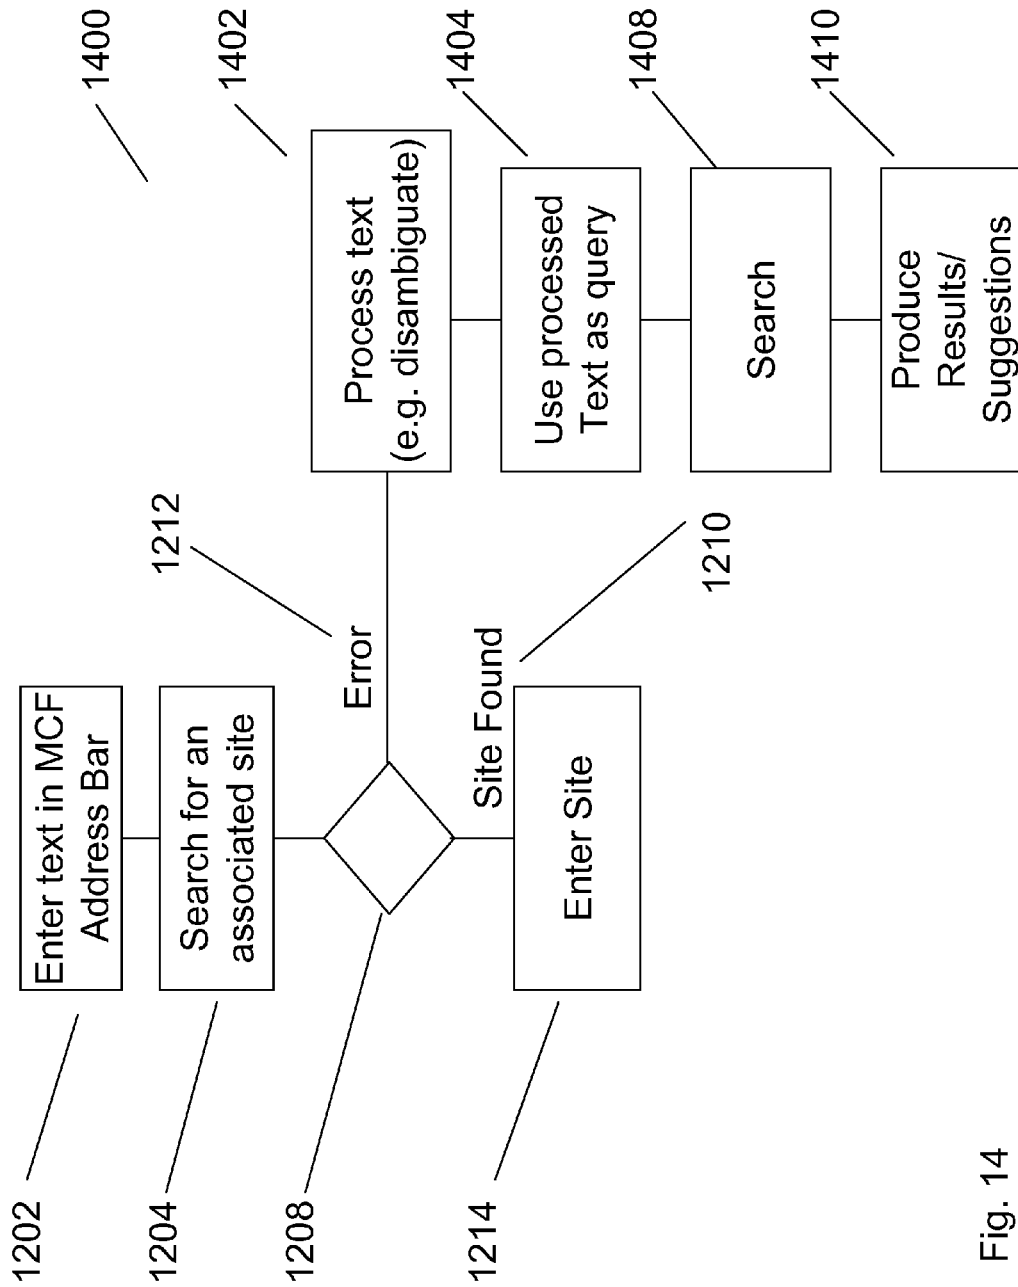 1400
1202
Enter text in MCF
Address Bar
1204
Search for an
associated site
1208
1212
Error
1402
Process text
(e.g. disambiguate)
1404
Use processed
Text as query
1210
Site Found
1214
Enter Site
1408
Search
1410
Produce
Results/
Suggestions
Fig. 14